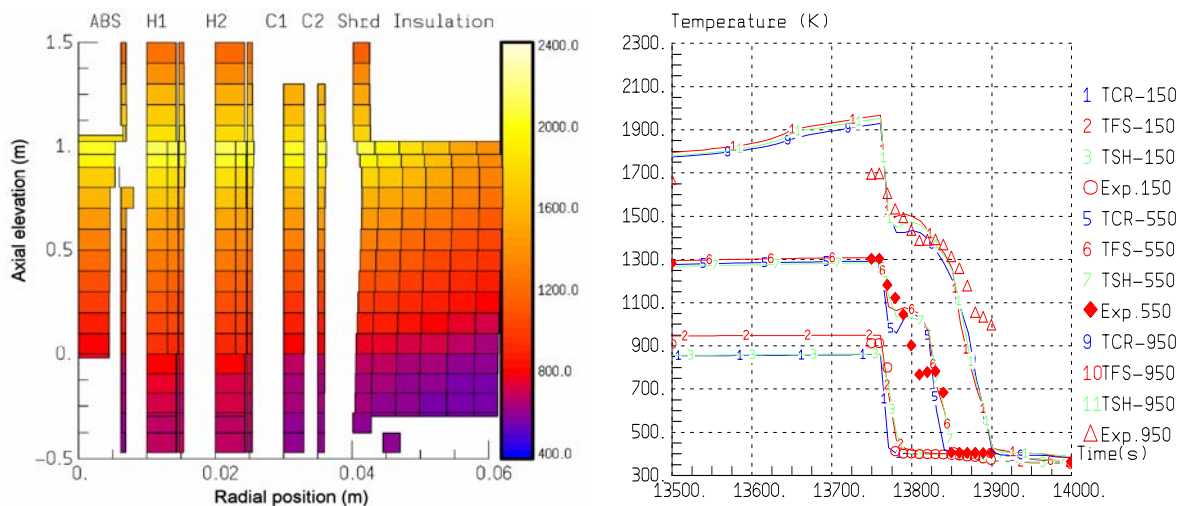 ABS H1 H2 C1 C2 Shrd Insulation
1.5
1.
0.5
0.
-0.5
Axial elevation (m)
0. 0.02 0.04 0.06
Radial position (m)
2400.0
2000.0
1600.0
1200.0
800.0
400.0
Temperature (K)
2300.
2100.
1900.
1700.
1500.
1300.
1100.
900.
700.
500.
300.
13500. 13600. 13700. 13800. 13900. 14000.
Time(s)
1 TCR-150
2 TFS-150
3 TSH-150
Exp.150
5 TCR-550
6 TFS-550
7 TSH-550
Exp.550
9 TCR-950
10 TFS-950
11 TSH-950
Exp.950